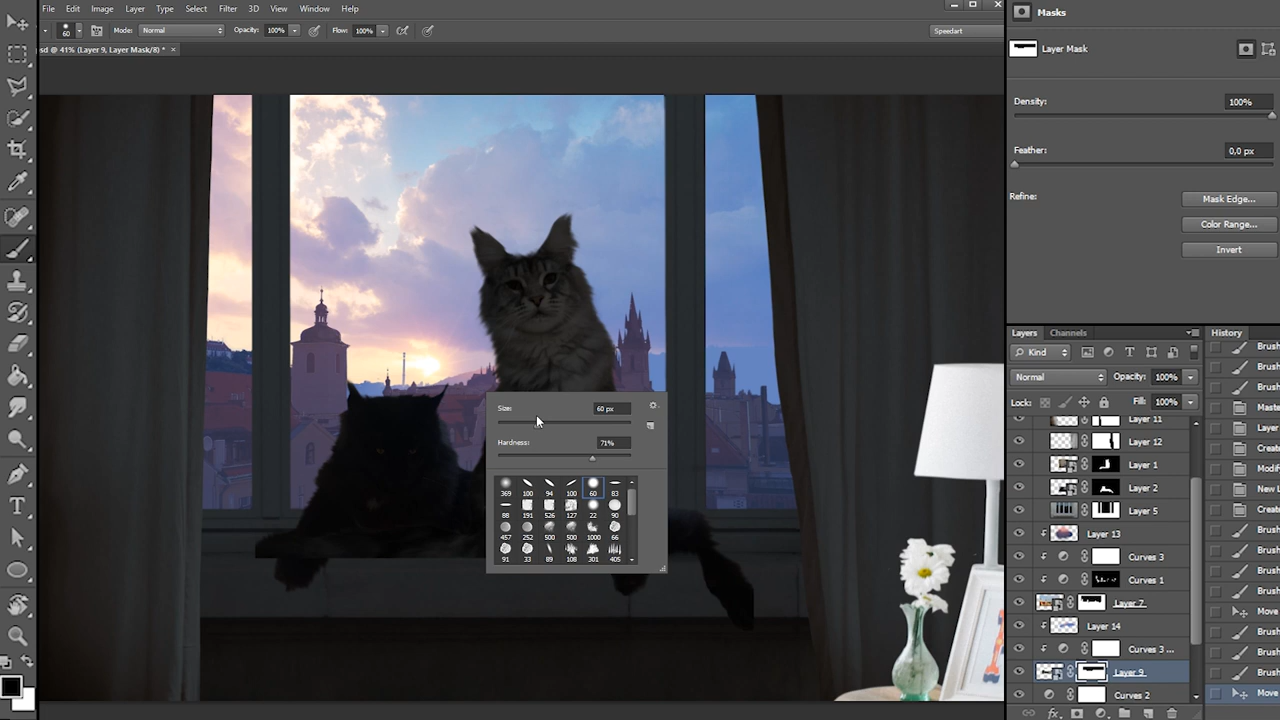 File Edit Image Layer Type Select Filter 3D View Window Help
60 Mode: Normal Opacity: 100% Flow: 100% Speedart
sd @ 41% (Layer 9, Layer Mask/8) * ×
Masks
Layer Mask
Density: 100%
Feather: 0,0 px
Refine:
Mask Edge...
Color Range...
Invert
Size: 60 px
Hardness: 71%
369 100 94 100 60 83
88 191 526 127 22 90
457 252 500 500 1000 66
91 33 89 108 301 405
Layers Channels
Kind
Normal Opacity: 100%
Lock: Fill: 100%
Layer 11
Layer 12
Layer 1
Layer 2
Layer 5
Layer 13
Curves 3
Curves 1
Layer 7
Layer 14
Curves 3 ...
Layer 9
Curves 2
fx
History
Brush
Brush
Brush
Maste
Layer
Creat
Modif
New L
Creat
Brush
Brush
Brush
Brush
Move
Brush
Brush
Brush
Move